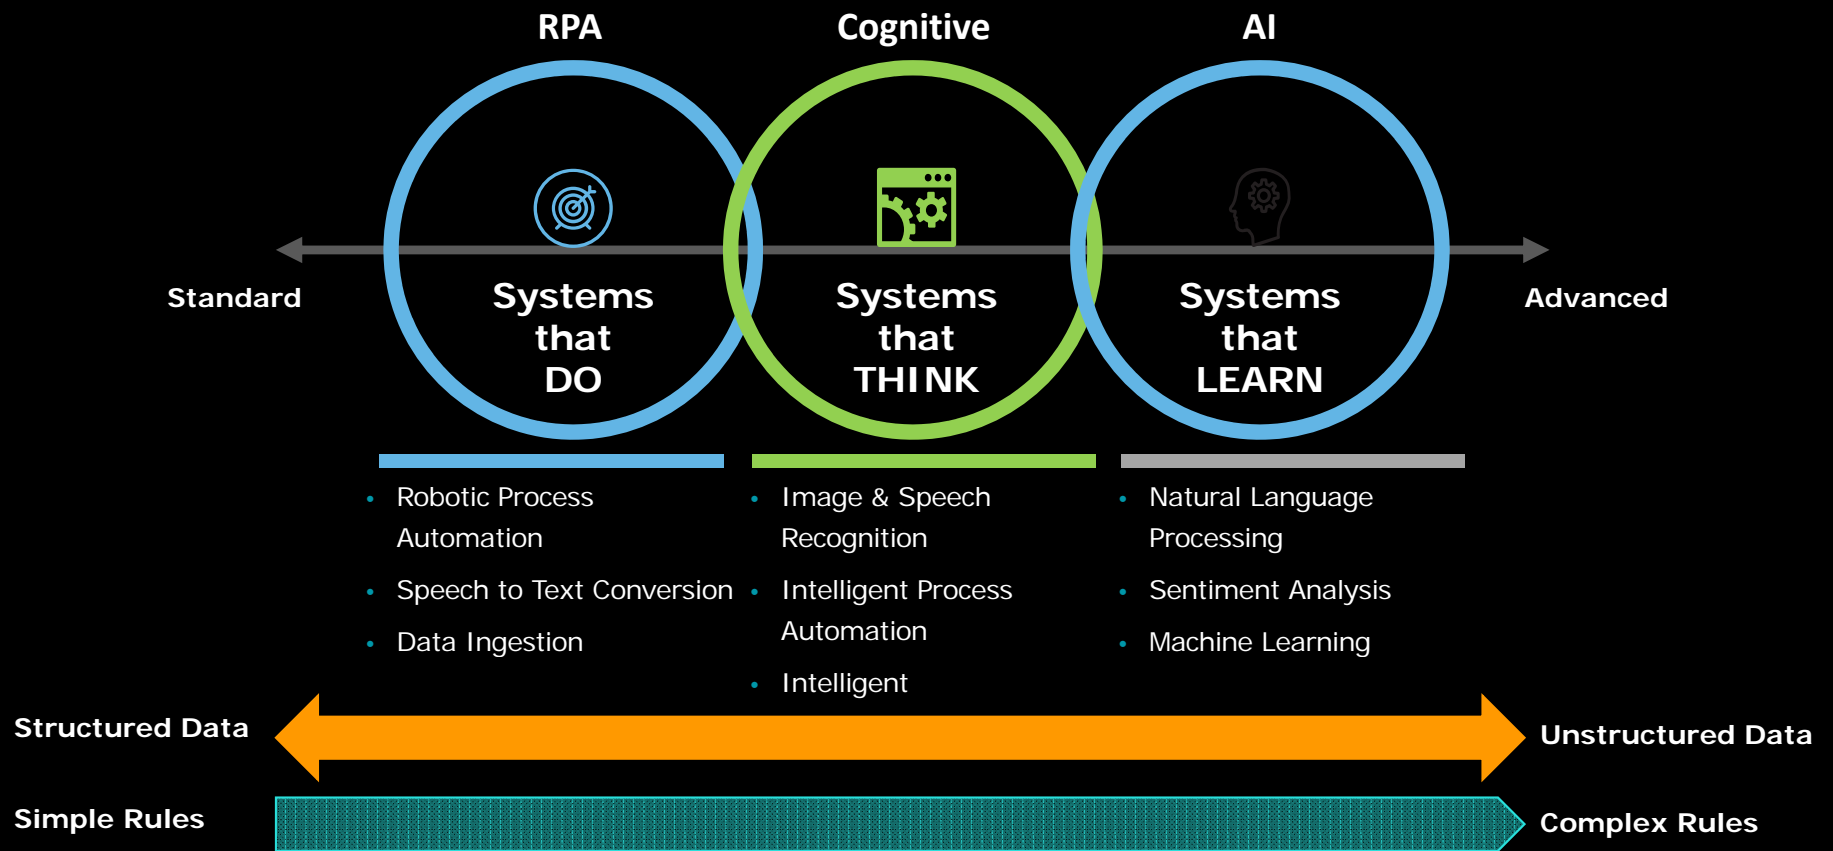 RPA
Cognitive
AI
Standard
Advanced
Systems
that
DO
Systems
that
THINK
Systems
that
LEARN
• Robotic Process
Automation
• Speech to Text Conversion
• Data Ingestion
• Image & Speech
Recognition
• Intelligent Process
Automation
• Intelligent
• Natural Language
Processing
• Sentiment Analysis
• Machine Learning
Structured Data
Unstructured Data
Simple Rules
Complex Rules